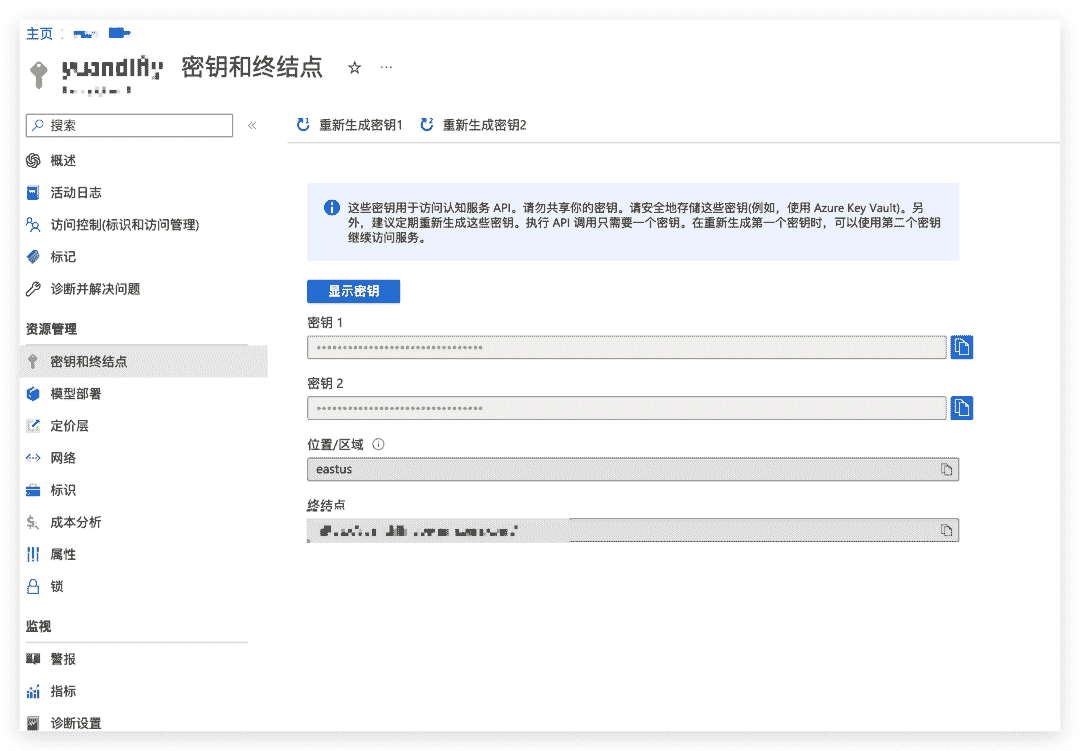 主页
密钥和终结点
搜索
«
重新生成密钥1 重新生成密钥2
概述
活动日志
访问控制(标识和访问管理)
标记
诊断并解决问题
资源管理
密钥和终结点
模型部署
定价层
网络
标识
成本分析
属性
锁
监视
警报
指标
诊断设置
这些密钥用于访问认知服务 API。请勿共享你的密钥。请安全地存储这些密钥(例如，使用 Azure Key Vault)。另
外，建议定期重新生成这些密钥。执行 API 调用只需要一个密钥。在重新生成第一个密钥时，可以使用第二个密钥
继续访问服务。
显示密钥
密钥 1
密钥 2
位置/区域
eastus
终结点